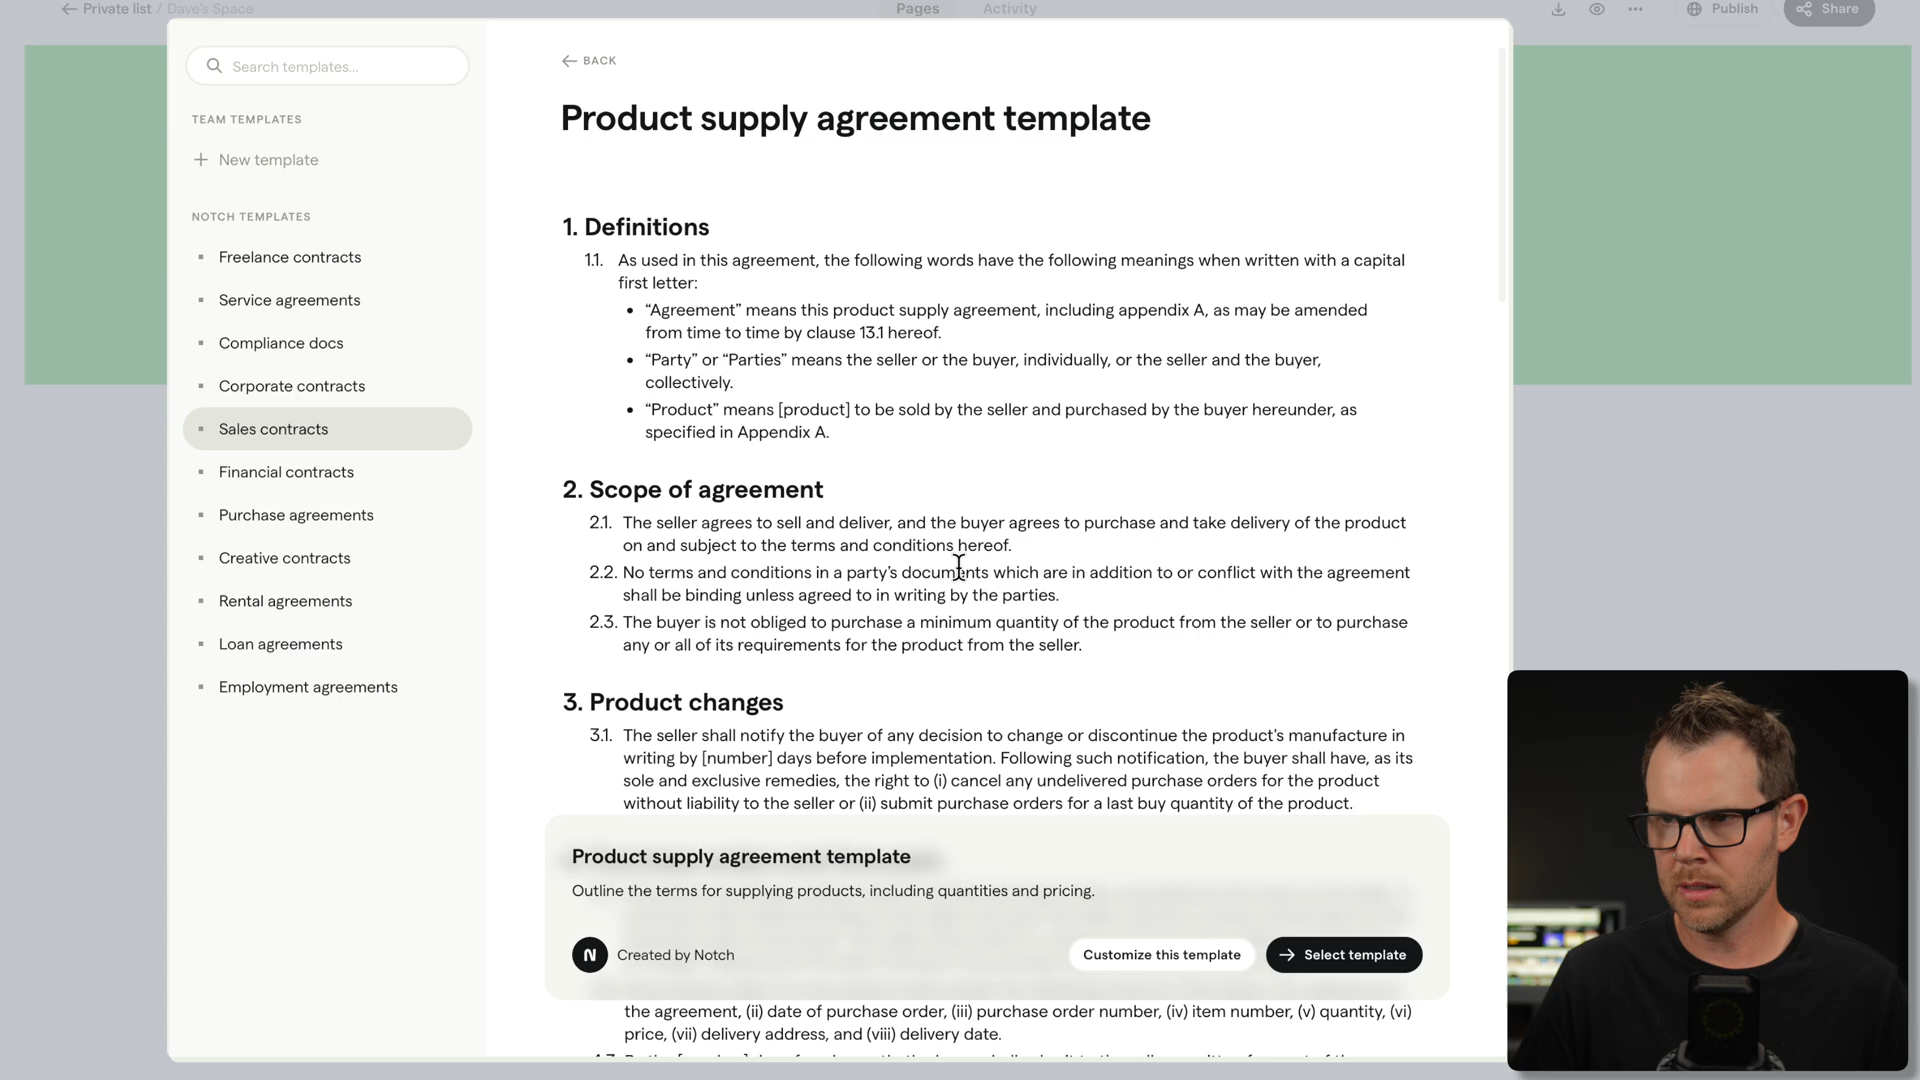 Private list / Dave's Space
Pages
Activity
Publish
Share
Search templates...
TEAM TEMPLATES
New template
NOTCH TEMPLATES
Freelance contracts
Service agreements
Compliance docs
Corporate contracts
Sales contracts
Financial contracts
Purchase agreements
Creative contracts
Rental agreements
Loan agreements
Employment agreements
BACK
Product supply agreement template
1. Definitions
1.1. As used in this agreement, the following words have the following meanings when written with a capital
first letter:
• “Agreement” means this product supply agreement, including appendix A, as may be amended
from time to time by clause 13.1 hereof.
• “Party” or “Parties” means the seller or the buyer, individually, or the seller and the buyer,
collectively.
• “Product” means [product] to be sold by the seller and purchased by the buyer hereunder, as
specified in Appendix A.
2. Scope of agreement
2.1. The seller agrees to sell and deliver, and the buyer agrees to purchase and take delivery of the product
on and subject to the terms and conditions hereof.
2.2. No terms and conditions in a party’s documents which are in addition to or conflict with the agreement
shall be binding unless agreed to in writing by the parties.
2.3. The buyer is not obliged to purchase a minimum quantity of the product from the seller or to purchase
any or all of its requirements for the product from the seller.
3. Product changes
3.1. The seller shall notify the buyer of any decision to change or discontinue the product's manufacture in
writing by [number] days before implementation. Following such notification, the buyer shall have, as its
sole and exclusive remedies, the right to (i) cancel any undelivered purchase orders for the product
without liability to the seller or (ii) submit purchase orders for a last buy quantity of the product.
Product supply agreement template
Outline the terms for supplying products, including quantities and pricing.
N Created by Notch
Customize this template
Select template
the agreement, (ii) date of purchase order, (iii) purchase order number, (iv) item number, (v) quantity, (vi)
price, (vii) delivery address, and (viii) delivery date.